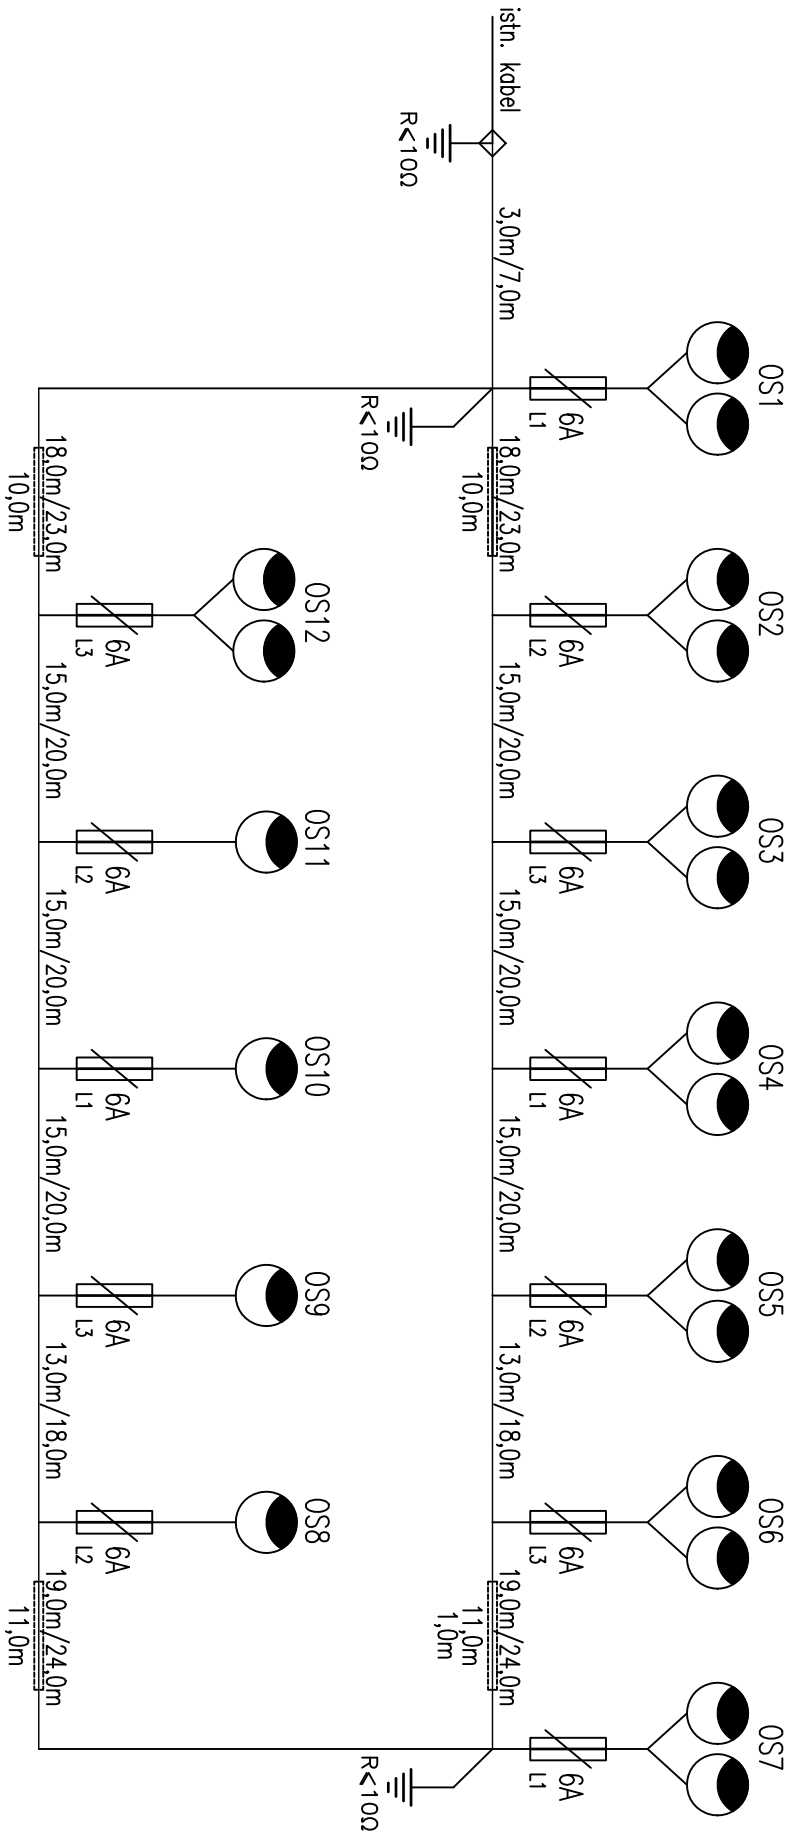 istn. kabel
R<10Ω
3,0m/7,0m
OS1
6A
L1
R<10Ω
18,0m/23,0m
10,0m
OS2
6A
L2
15,0m/20,0m
OS3
6A
L3
15,0m/20,0m
OS4
6A
L1
15,0m/20,0m
OS5
6A
L2
13,0m/18,0m
OS6
6A
L3
19,0m/24,0m
11,0m
1,0m
OS7
6A
L1
R<10Ω
18,0m/23,0m
10,0m
OS12
6A
L3
15,0m/20,0m
OS11
6A
L2
15,0m/20,0m
OS10
6A
L1
15,0m/20,0m
OS9
6A
L3
13,0m/18,0m
OS8
6A
L2
19,0m/24,0m
11,0m